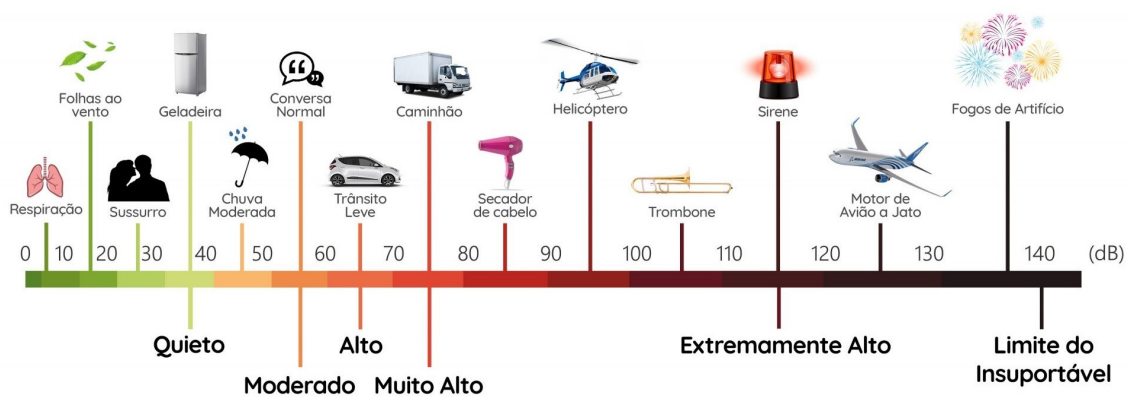 Folhas ao
vento
Geladeira
Conversa
Normal
Caminhão
Helicóptero
Sirene
Fogos de Artifício
Respiração
Sussurro
Chuva
Moderada
Trânsito
Leve
Secador
de cabelo
Trombone
Motor de
Avião a Jato
0 10 20 30 40 50 60 70 80 90 100 110 120 130 140 (dB)
Quieto
Alto
Extremamente Alto
Limite do
Insuportável
Moderado
Muito Alto